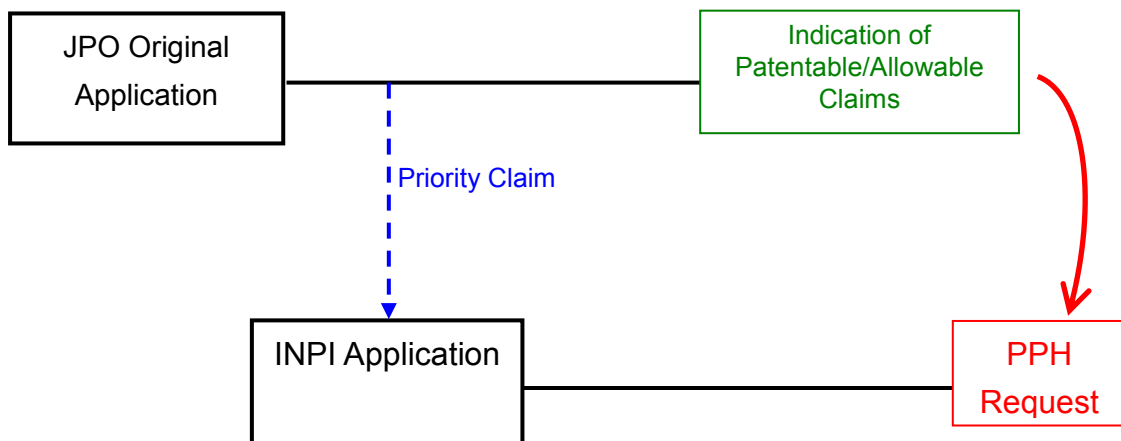 JPO Original
Application
Indication of
Patentable/Allowable
Claims
Priority Claim
INPI Application
PPH
Request